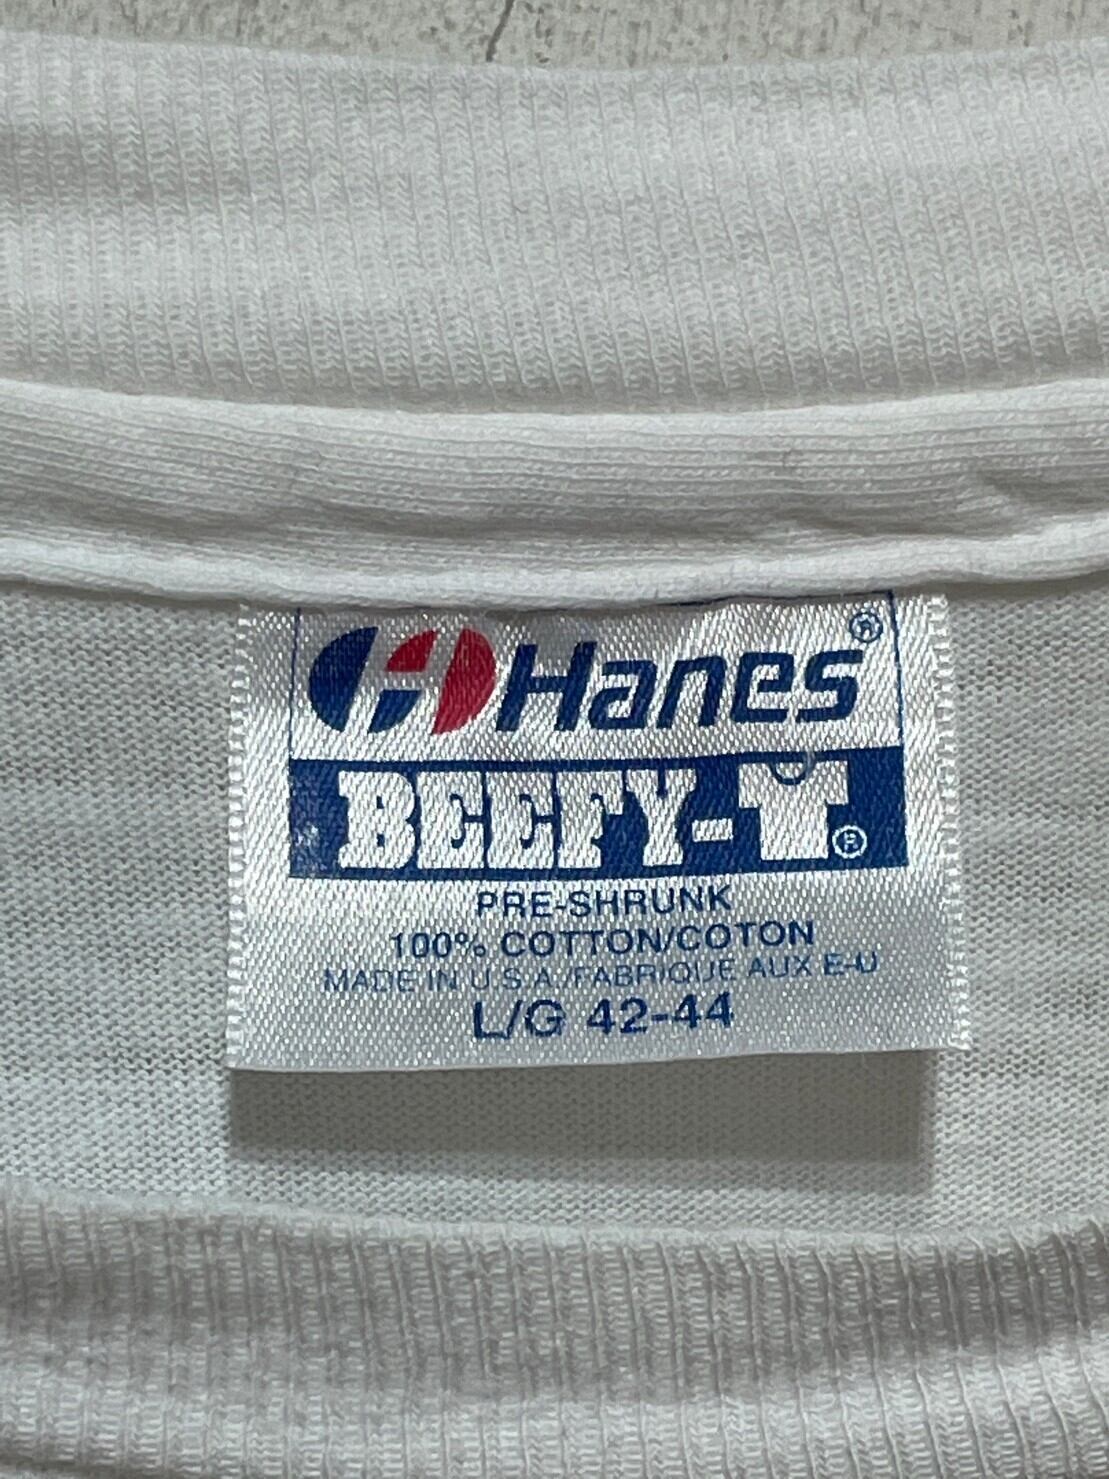 Hanes®
BEEFY-T®
PRE-SHRUNK
100% COTTON/COTON
MADE IN U.S.A./FABRIQUE AUX E-U
L/G 42-44